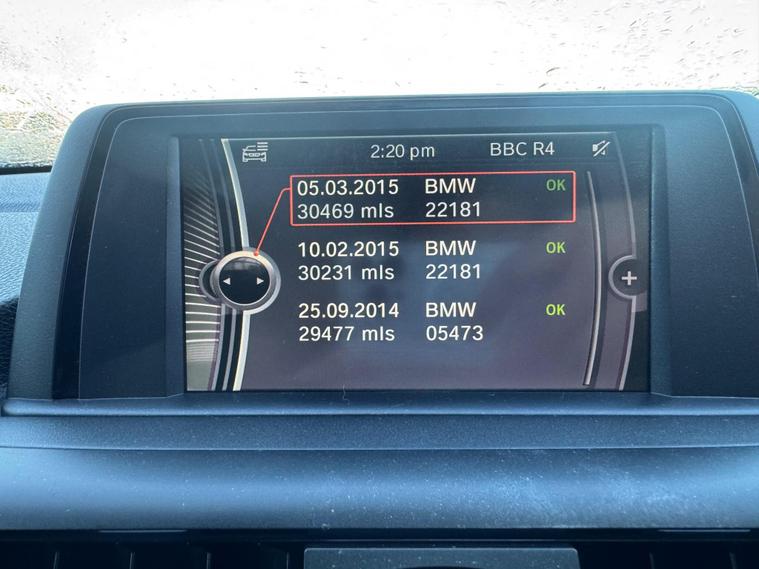 2:20 pm BBC R4
05.03.2015 BMW OK
30469 mls 22181
10.02.2015 BMW OK
30231 mls 22181
25.09.2014 BMW OK
29477 mls 05473